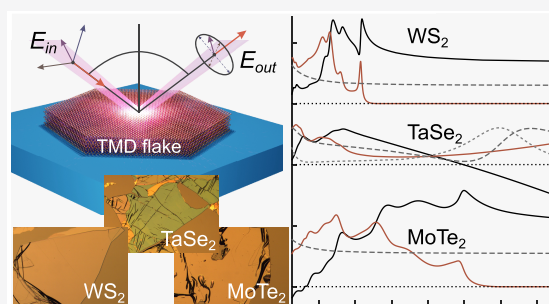 E_in
E_out
TMD flake
TaSe₂
WS₂
MoTe₂
WS₂
TaSe₂
MoTe₂